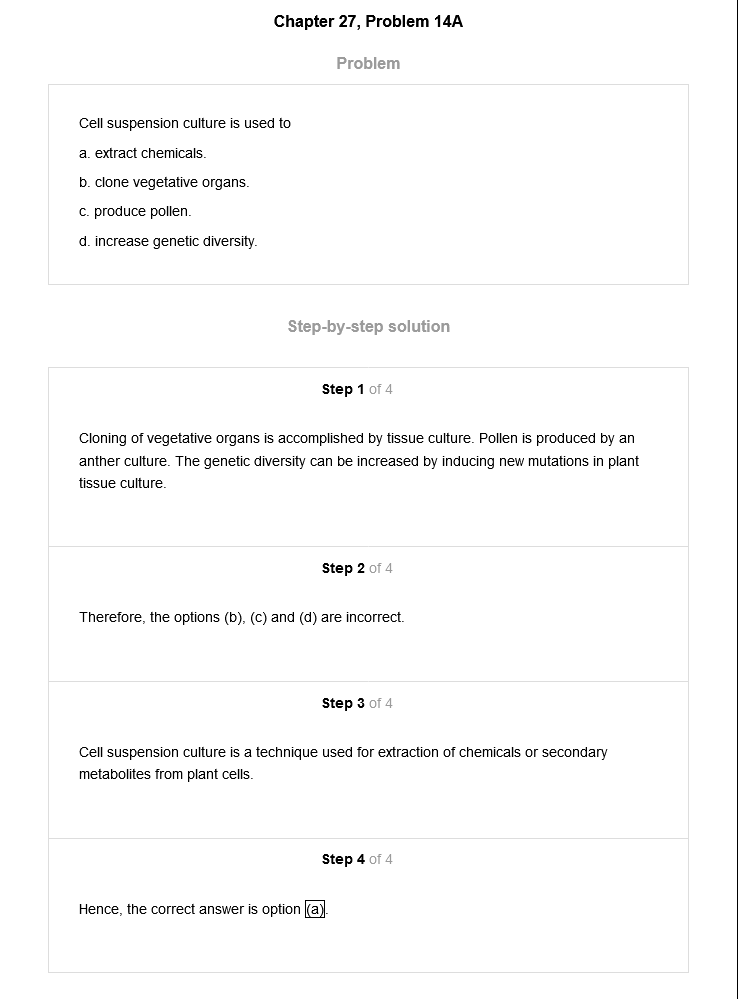 Chapter 27, Problem 14A
Problem
Cell suspension culture is used to
a. extract chemicals.
b. clone vegetative organs.
c. produce pollen.
d. increase genetic diversity.
Step-by-step solution
Step 1 of 4
Cloning of vegetative organs is accomplished by tissue culture. Pollen is produced by an
anther culture. The genetic diversity can be increased by inducing new mutations in plant
tissue culture.
Step 2 of 4
Therefore, the options (b), (c) and (d) are incorrect.
Step 3 of 4
Cell suspension culture is a technique used for extraction of chemicals or secondary
metabolites from plant cells.
Step 4 of 4
Hence, the correct answer is option (a).